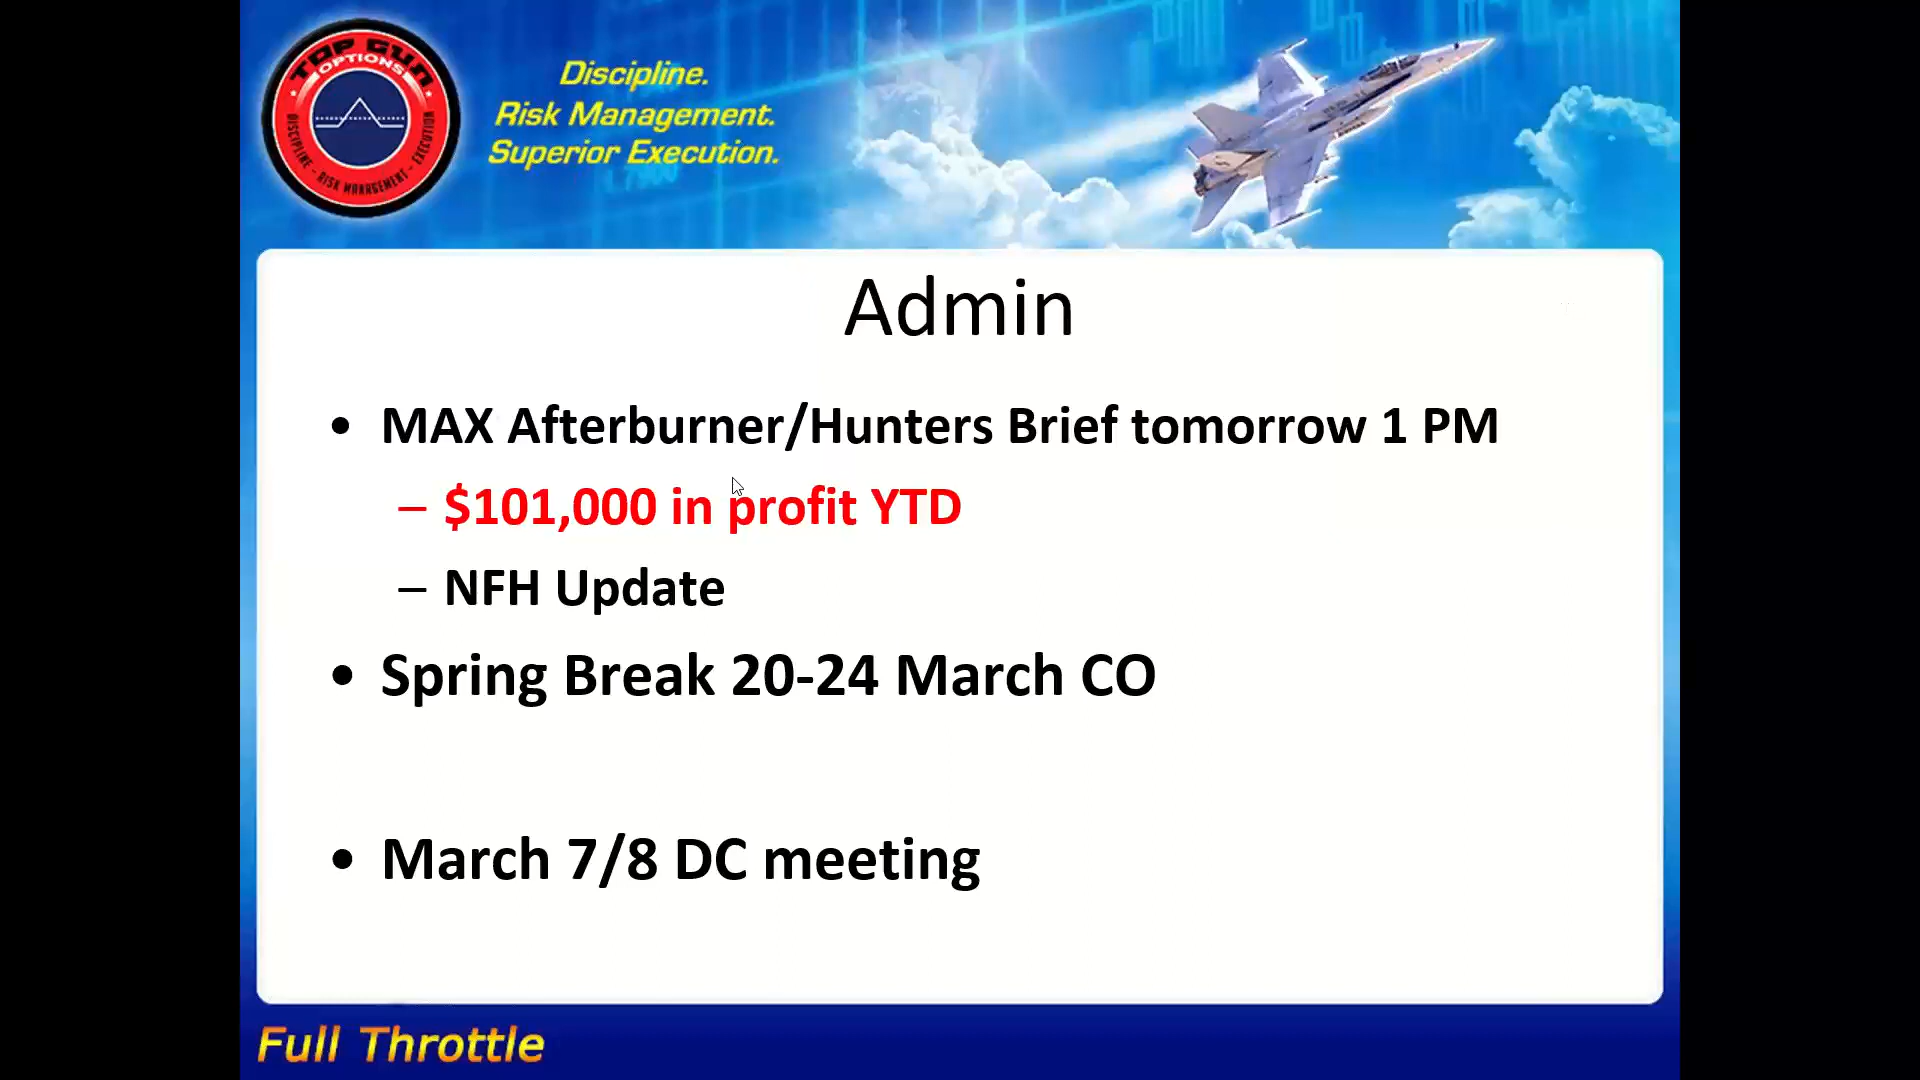 TOP GUN
OPTIONS
DISCIPLINE - RISK MANAGEMENT - EXECUTION
Discipline.
Risk Management.
Superior Execution.
Admin
• MAX Afterburner/Hunters Brief tomorrow 1 PM
– $101,000 in profit YTD
– NFH Update
• Spring Break 20-24 March CO
• March 7/8 DC meeting
Full Throttle